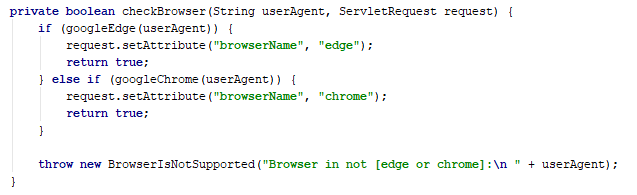 private boolean checkBrowser(String userAgent, ServletRequest request) {
    if (googleEdge(userAgent)) {
        request.setAttribute("browserName", "edge");
        return true;
    } else if (googleChrome(userAgent)) {
        request.setAttribute("browserName", "chrome");
        return true;
    }

    throw new BrowserIsNotSupported("Browser in not [edge or chrome]:\n " + userAgent);
}